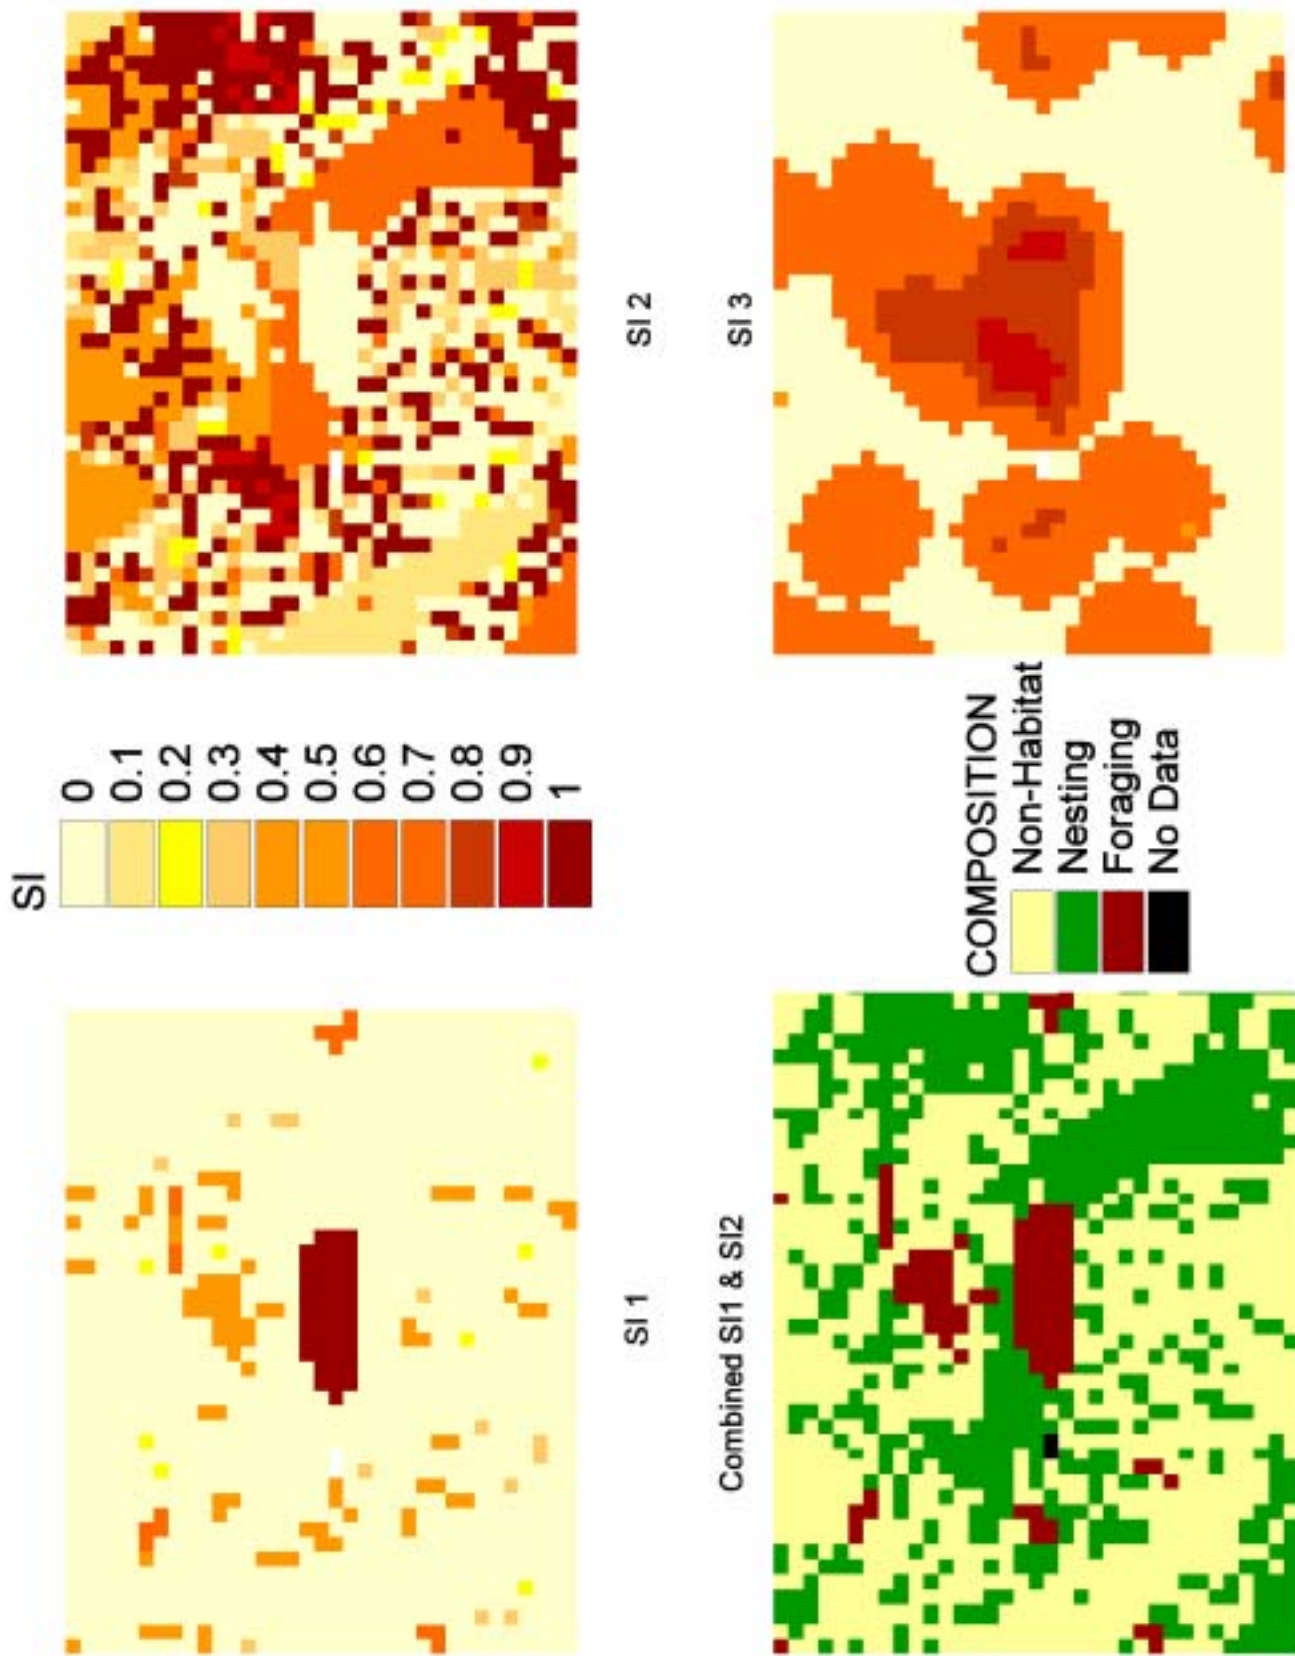 SI
0
0.1
0.2
0.3
0.4
0.5
0.6
0.7
0.8
0.9
1
SI 1
SI 2
Combined SI1 & SI2
SI 3
COMPOSITION
Non-Habitat
Nesting
Foraging
No Data